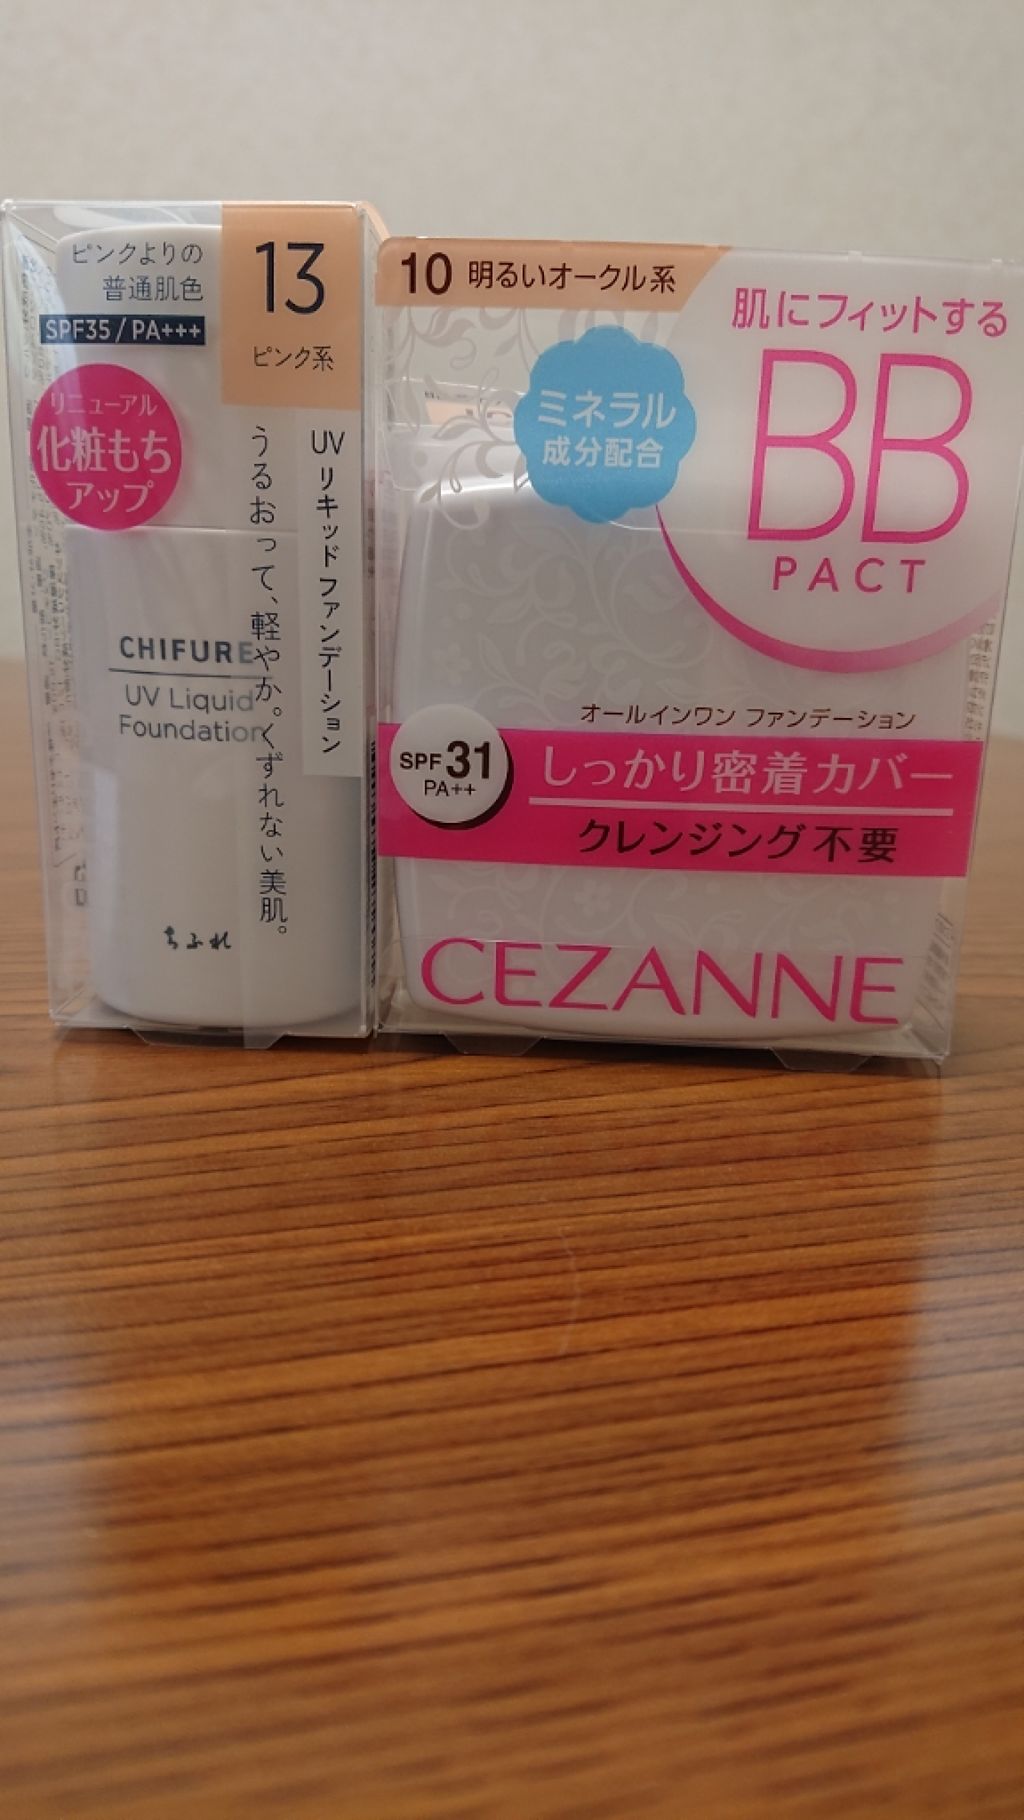 ピンクよりの
普通肌色
SPF35 / PA+++
13
ピンク系
リニューアル
化粧もち
アップ
UV リキッド ファンデーション
うるおって、軽やか。くずれない美肌。
CHIFURE
UV Liquid
Foundation
ちふれ
10 明るいオークル系
肌にフィットする
BB
PACT
ミネラル
成分配合
オールインワン ファンデーション
SPF31
PA++
しっかり密着カバー
クレンジング不要
CEZANNE